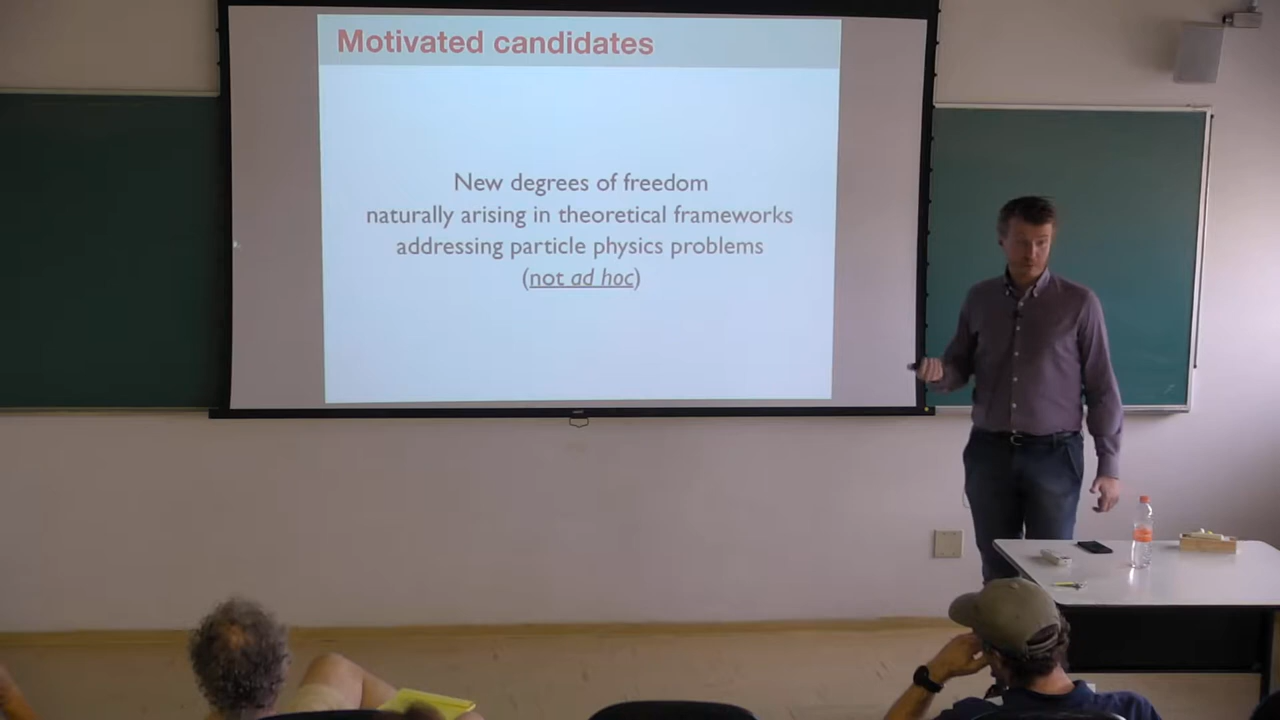 Motivated candidates
New degrees of freedom
naturally arising in theoretical frameworks
addressing particle physics problems
(not ad hoc)